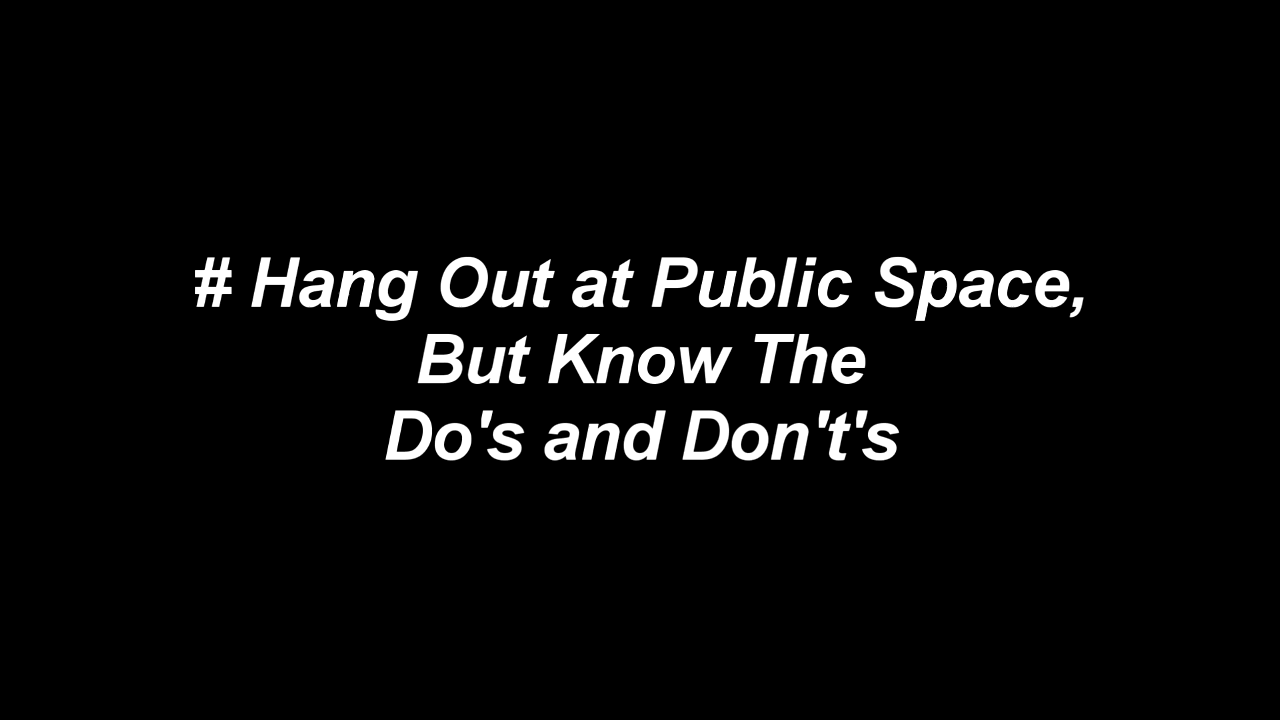 # Hang Out at Public Space,
But Know The
Do's and Don't's